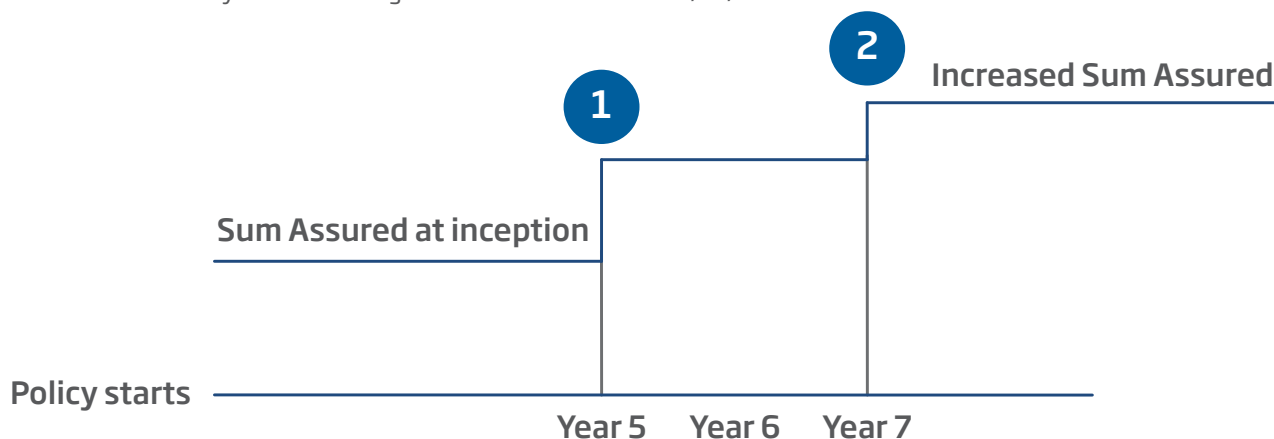 2
Increased Sum Assured
1
Sum Assured at inception
Policy starts
Year 5 Year 6 Year 7